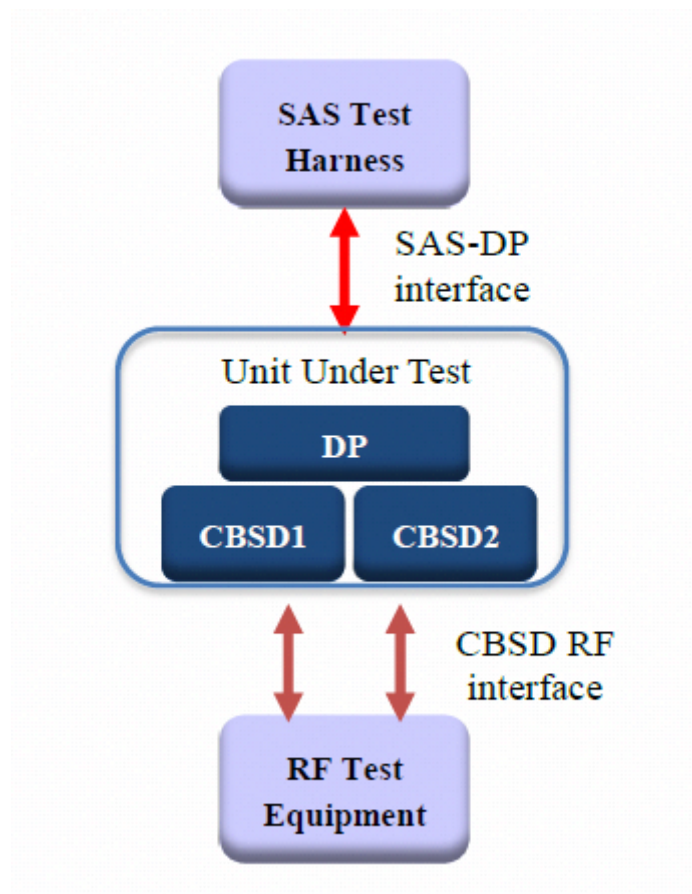 SAS Test
Harness
SAS-DP
interface
Unit Under Test
DP
CBSD1
CBSD2
CBSD RF
interface
RF Test
Equipment